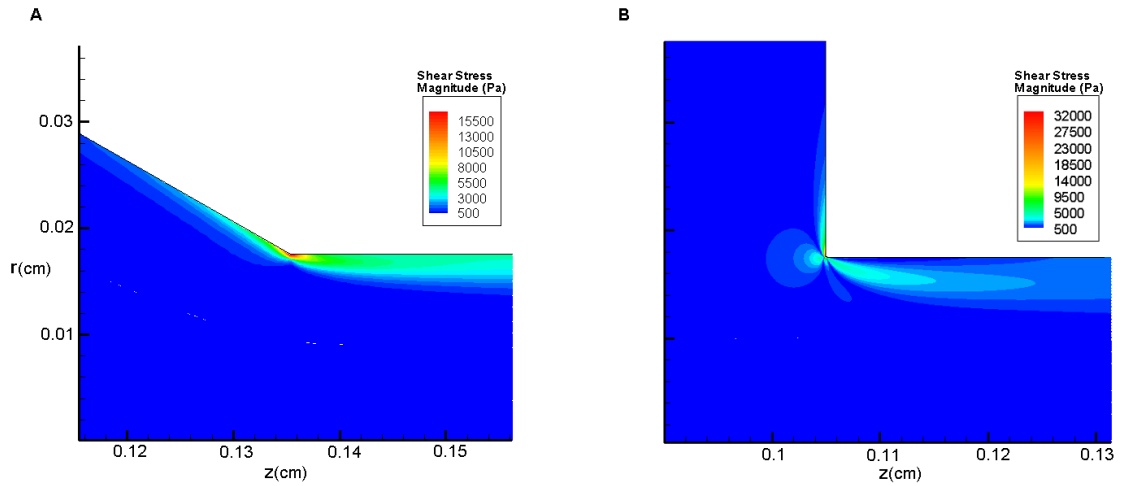 A
B
Shear Stress
Magnitude (Pa)
15500
13000
10500
8000
5500
3000
500
0.03
0.02
r(cm)
0.01
0.12
0.13
0.14
0.15
z(cm)
Shear Stress
Magnitude (Pa)
32000
27500
23000
18500
14000
9500
5000
500
0.1
0.11
0.12
0.13
z(cm)